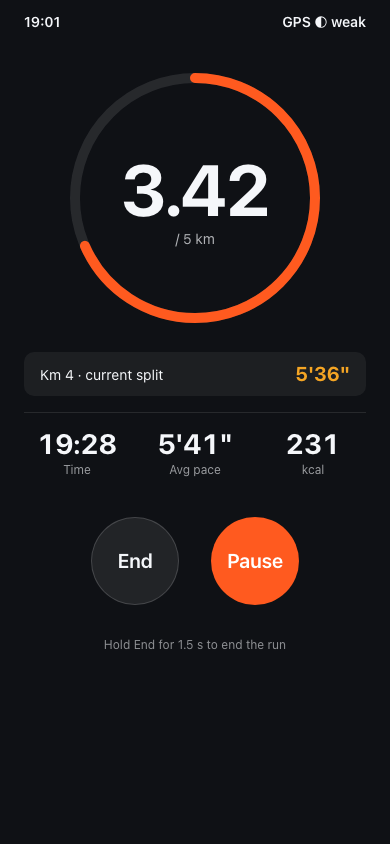 19:01 GPS weak
3.42
/ 5 km
Km 4 · current split 5'36"
19:28 5'41" 231
Time Avg pace kcal
End Pause
Hold End for 1.5 s to end the run